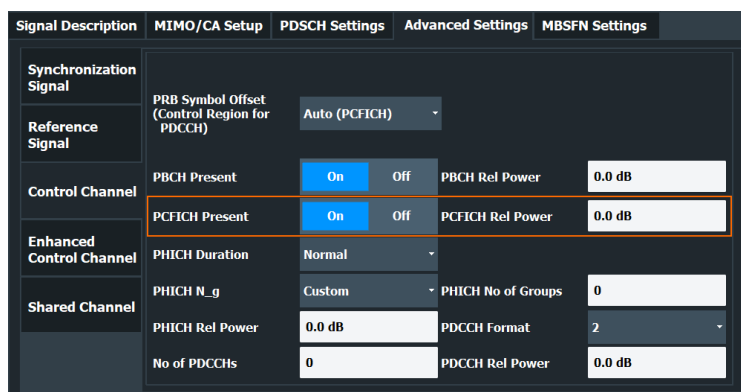 Signal Description MIMO/CA Setup PDSCH Settings Advanced Settings MBSFN Settings
Synchronization
Signal
Reference
Signal
Control Channel
Enhanced
Control Channel
Shared Channel
PRB Symbol Offset
(Control Region for
PDCCH)
Auto (PCFICH)
PBCH Present On Off PBCH Rel Power 0.0 dB
PCFICH Present On Off PCFICH Rel Power 0.0 dB
PHICH Duration Normal
PHICH N_g Custom PHICH No of Groups 0
PHICH Rel Power 0.0 dB PDCCH Format 2
No of PDCCHs 0 PDCCH Rel Power 0.0 dB